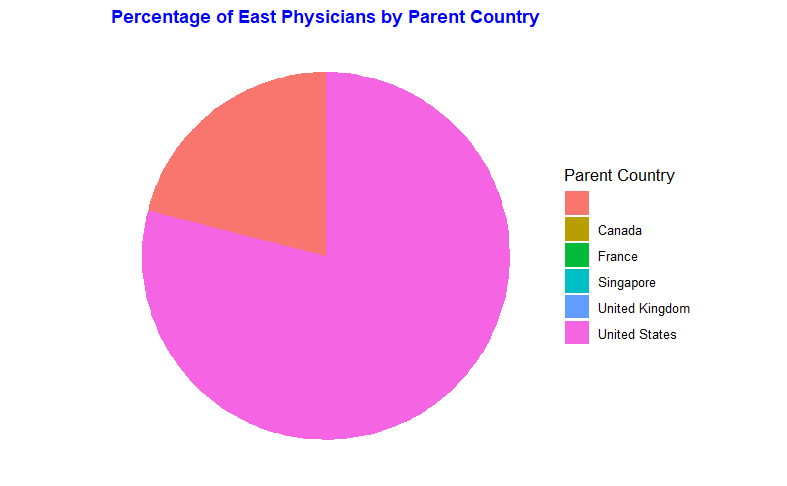 Percentage of East Physicians by Parent Country
Parent Country
Canada
France
Singapore
United Kingdom
United States